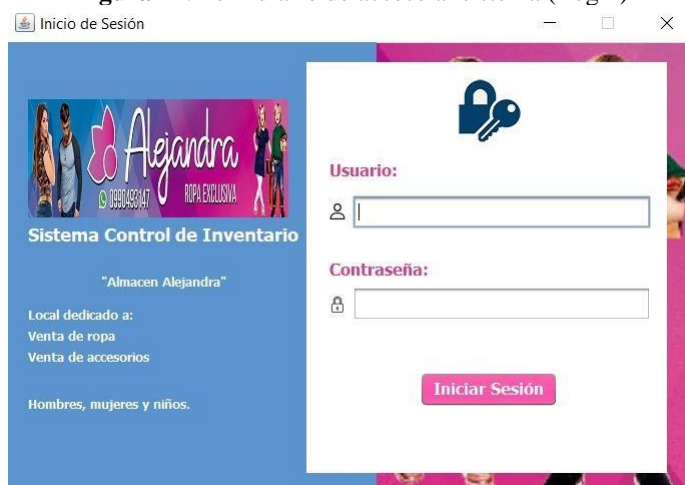 Inicio de Sesión
Alejandra
0990493147
ROPA EXCLUSIVA
Sistema Control de Inventario
"Almacen Alejandra"
Local dedicado a:
Venta de ropa
Venta de accesorios
Hombres, mujeres y niños.
Usuario:
Contraseña:
Iniciar Sesión